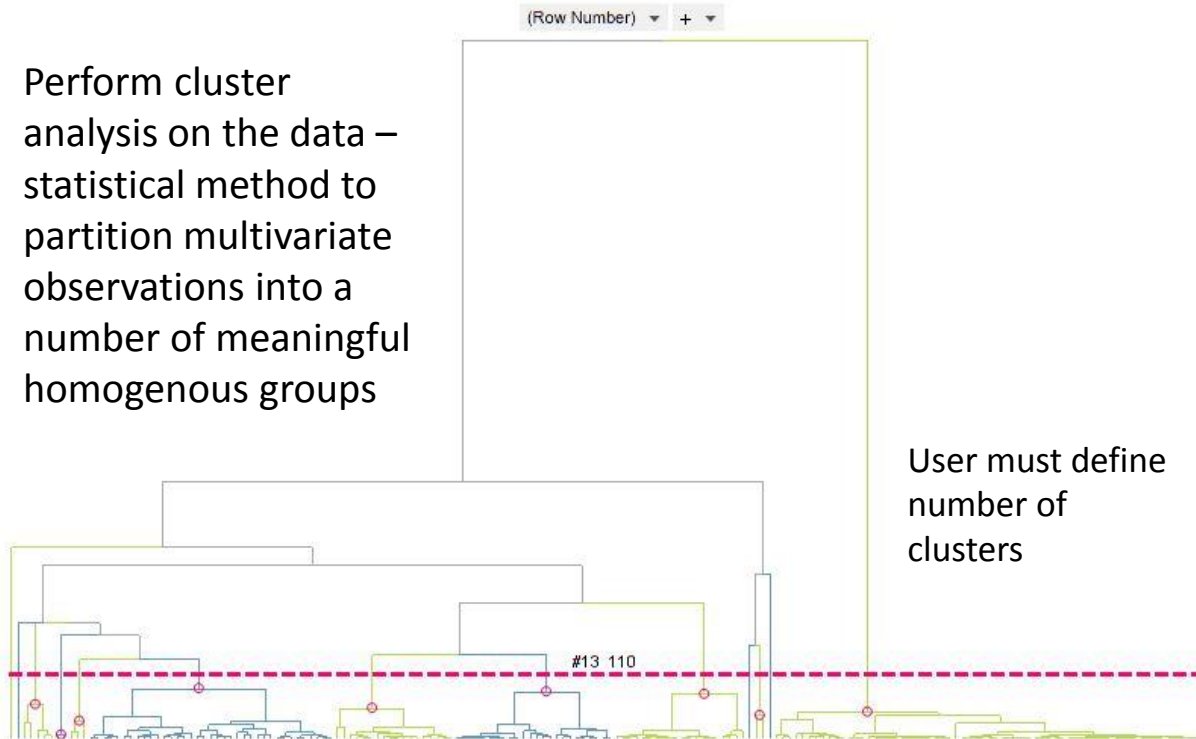 (Row Number) +
Perform cluster
analysis on the data –
statistical method to
partition multivariate
observations into a
number of meaningful
homogenous groups
User must define
number of
clusters
#13 110